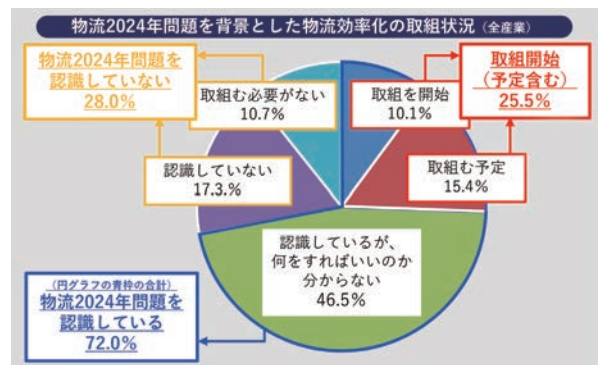 物流2024年問題を背景とした物流効率化の取組状況（全産業）
物流2024年問題を
認識していない
28.0%
取組む必要がない
10.7%
取組を開始
10.1%
取組開始
（予定含む）
25.5%
認識していない
17.3.%
取組む予定
15.4%
認識しているが、
何をすればいいのか
分からない
46.5%
（円グラフの青枠の合計）
物流2024年問題を
認識している
72.0%